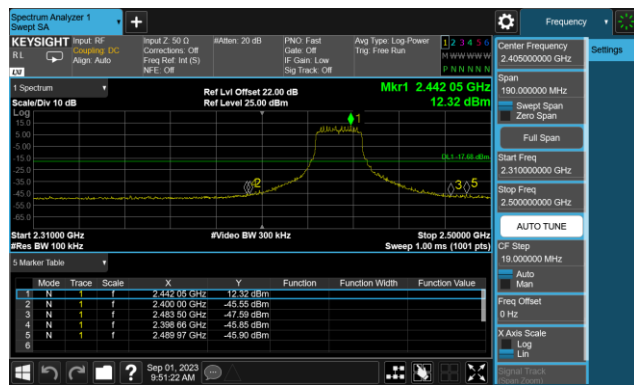 Spectrum Analyzer 1
Swept SA
+
Frequency
KEYSIGHT
RL
LXI
Input: RF
Coupling: DC
Align: Auto
Input Z: 50 Ω
Corrections: Off
Freq Ref: Int (S)
NFE: Off
#Atten: 20 dB
PNO: Fast
Gate: Off
IF Gain: Low
Sig Track: Off
Avg Type: Log-Power
Trig: Free Run
1 2 3 4 5 6
M W W W W W
P N N N N N
Center Frequency
2.405000000 GHz
Settings
Span
190.000000 MHz
Swept Span
Zero Span
Full Span
Start Freq
2.310000000 GHz
Stop Freq
2.500000000 GHz
AUTO TUNE
CF Step
19.000000 MHz
Auto
Man
Freq Offset
0 Hz
X Axis Scale
Log
Lin
Signal Track
(Span Zoom)
1 Spectrum
Scale/Div 10 dB
Ref Lvl Offset 22.00 dB
Ref Level 25.00 dBm
Mkr1 2.442 05 GHz
12.32 dBm
Log
15.0
5.00
-5.00
-15.0
-25.0
-35.0
-45.0
-55.0
-65.0
1
DL1 -17.68 dBm
2
3
5
Start 2.31000 GHz
#Res BW 100 kHz
#Video BW 300 kHz
Stop 2.50000 GHz
Sweep 1.00 ms (1001 pts)
5 Marker Table
Mode Trace Scale X Y Function Function Width Function Value
1 N 1 f 2.442 05 GHz 12.32 dBm
2 N 1 f 2.400 00 GHz -45.55 dBm
3 N 1 f 2.483 50 GHz -47.59 dBm
4 N 1 f 2.398 66 GHz -45.85 dBm
5 N 1 f 2.489 97 GHz -45.90 dBm
6
?
Sep 01, 2023
9:51:22 AM